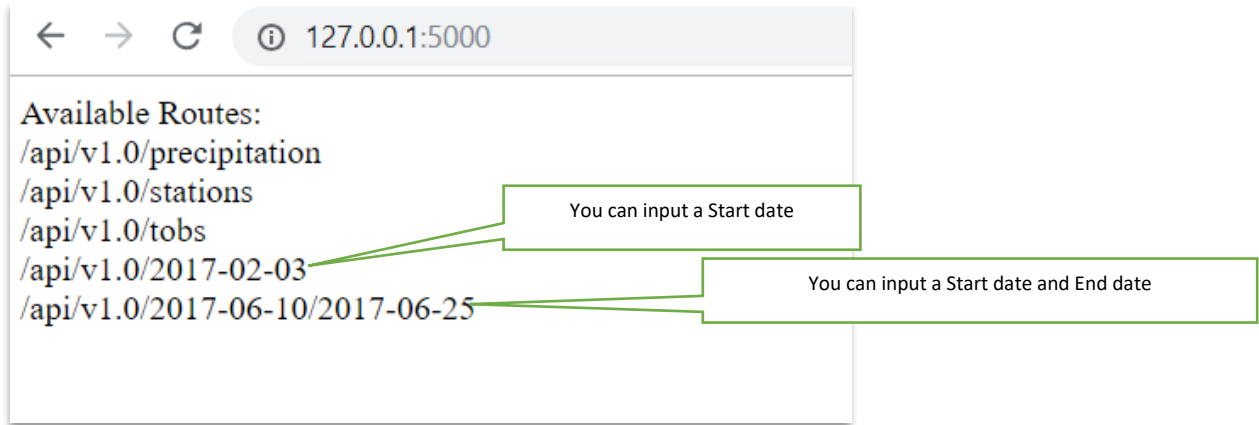 127.0.0.1:5000
Available Routes:
/api/v1.0/precipitation
/api/v1.0/stations
/api/v1.0/tobs
You can input a Start date
/api/v1.0/2017-02-03
You can input a Start date and End date
/api/v1.0/2017-06-10/2017-06-25